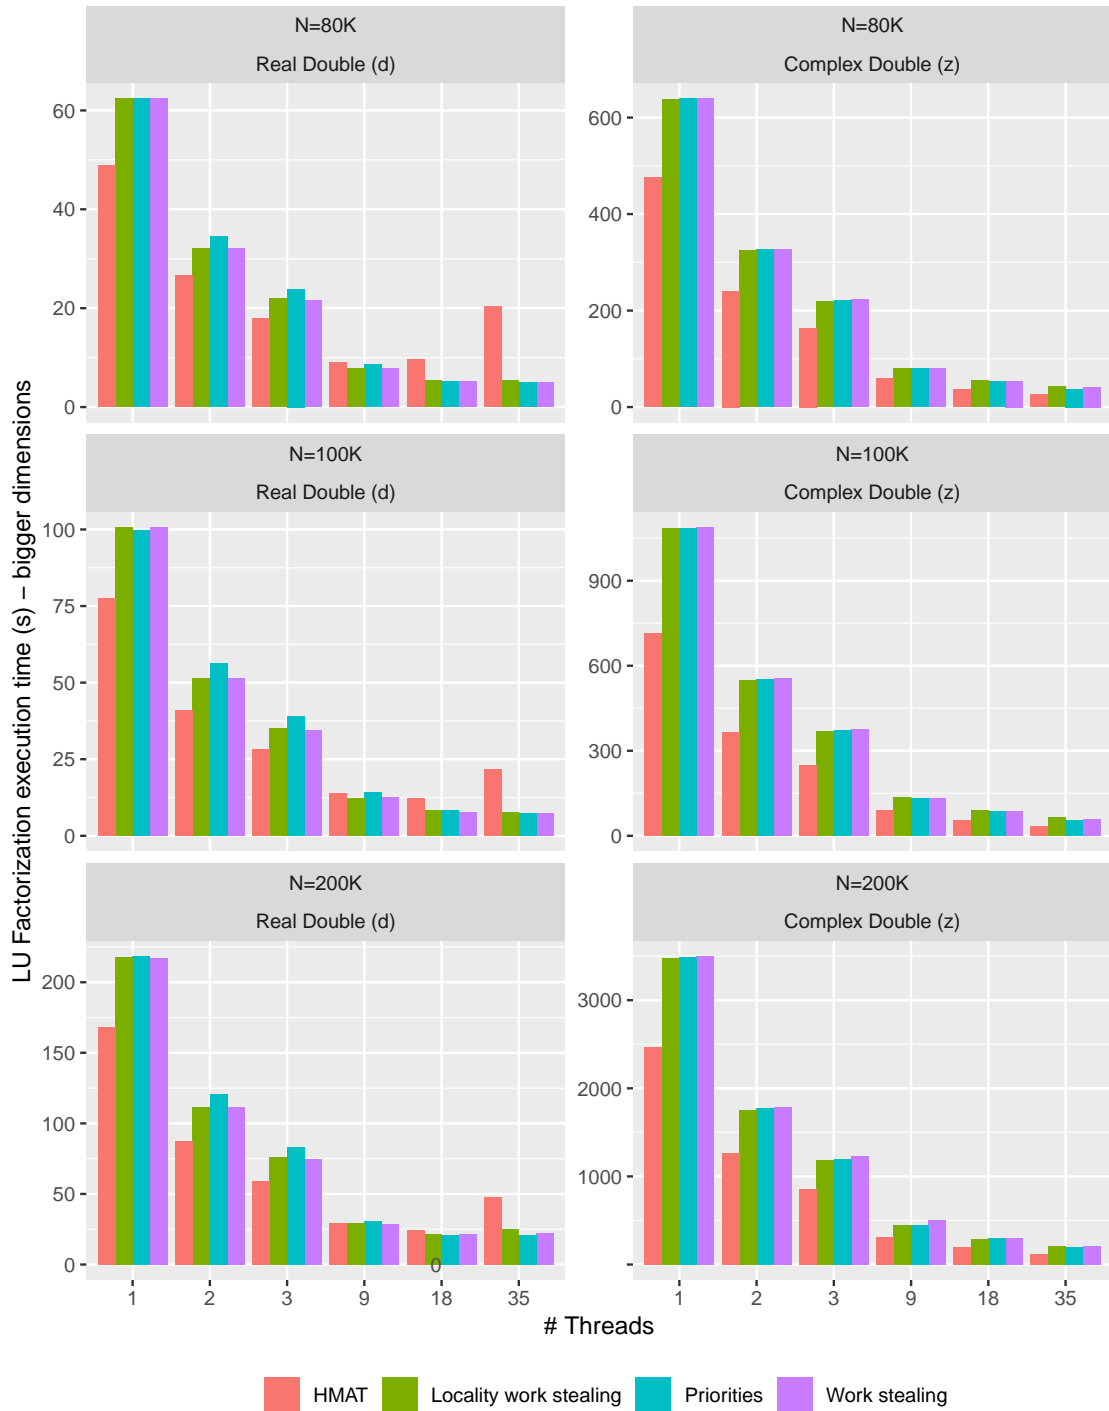 N=80K
Real Double (d)
60
40
20
0
N=80K
Complex Double (z)
600
400
200
0
N=100K
Real Double (d)
100
75
50
25
0
N=100K
Complex Double (z)
900
600
300
0
N=200K
Real Double (d)
200
150
100
50
0
0
1 2 3 9 18 35
N=200K
Complex Double (z)
3000
2000
1000
1 2 3 9 18 35
LU Factorization execution time (s) − bigger dimensions
# Threads
HMAT Locality work stealing Priorities Work stealing